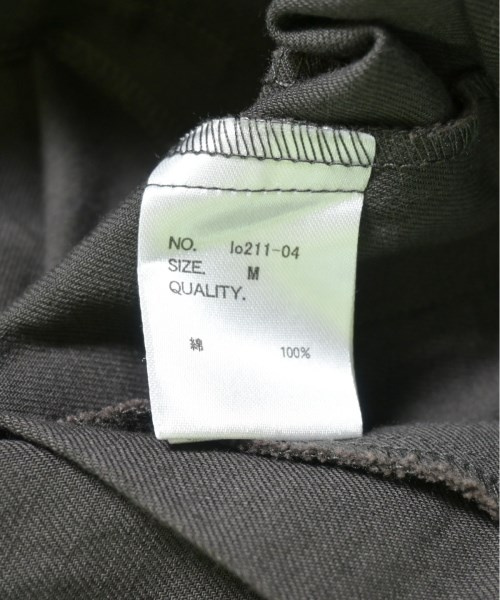 NO. lo211-04
SIZE. M
QUALITY.
綿 100%